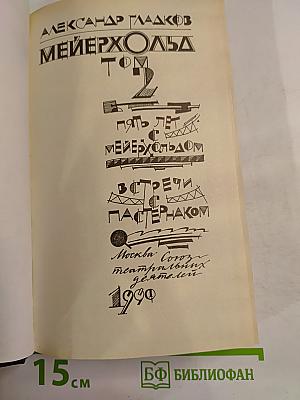 АЛЕКСАНДР ГЛАДКОВ
МЕЙЕРХОЛЬД
ТОМ
2
ПЯТЬ ЛЕТ
С
МЕЙЕРХОЛЬДОМ
ВСТРЕЧИ
С
ПАСТЕРНАКОМ
Москва Союз
театральных
деятелей
1990
15 см
БФ БИБЛИОФАН